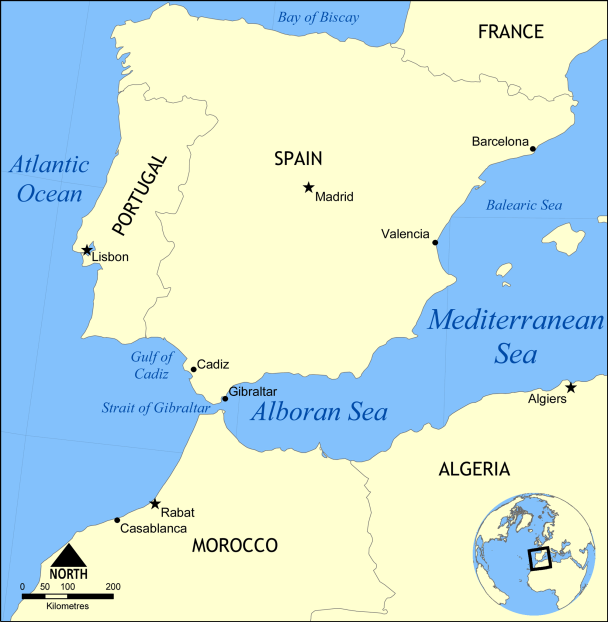 Bay of Biscay
FRANCE
Barcelona
SPAIN
Atlantic
Ocean
PORTUGAL
Madrid
Balearic Sea
Valencia
Lisbon
Mediterranean
Sea
Gulf of
Cadiz
Cadiz
Gibraltar
Strait of Gibraltar
Alboran Sea
Algiers
ALGERIA
Rabat
Casablanca
MOROCCO
NORTH
0 50 100 200
Kilometres